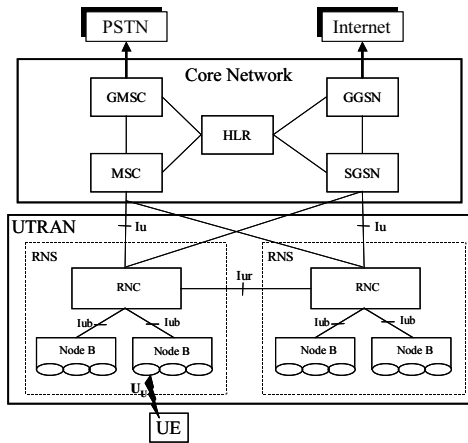 PSTN
Internet
Core Network
GMSC
GGSN
HLR
MSC
SGSN
Iu
Iu
UTRAN
RNS
RNS
RNC
Iur
RNC
Iub
Iub
Iub
Iub
Node B
Node B
Node B
Node B
Uu
UE